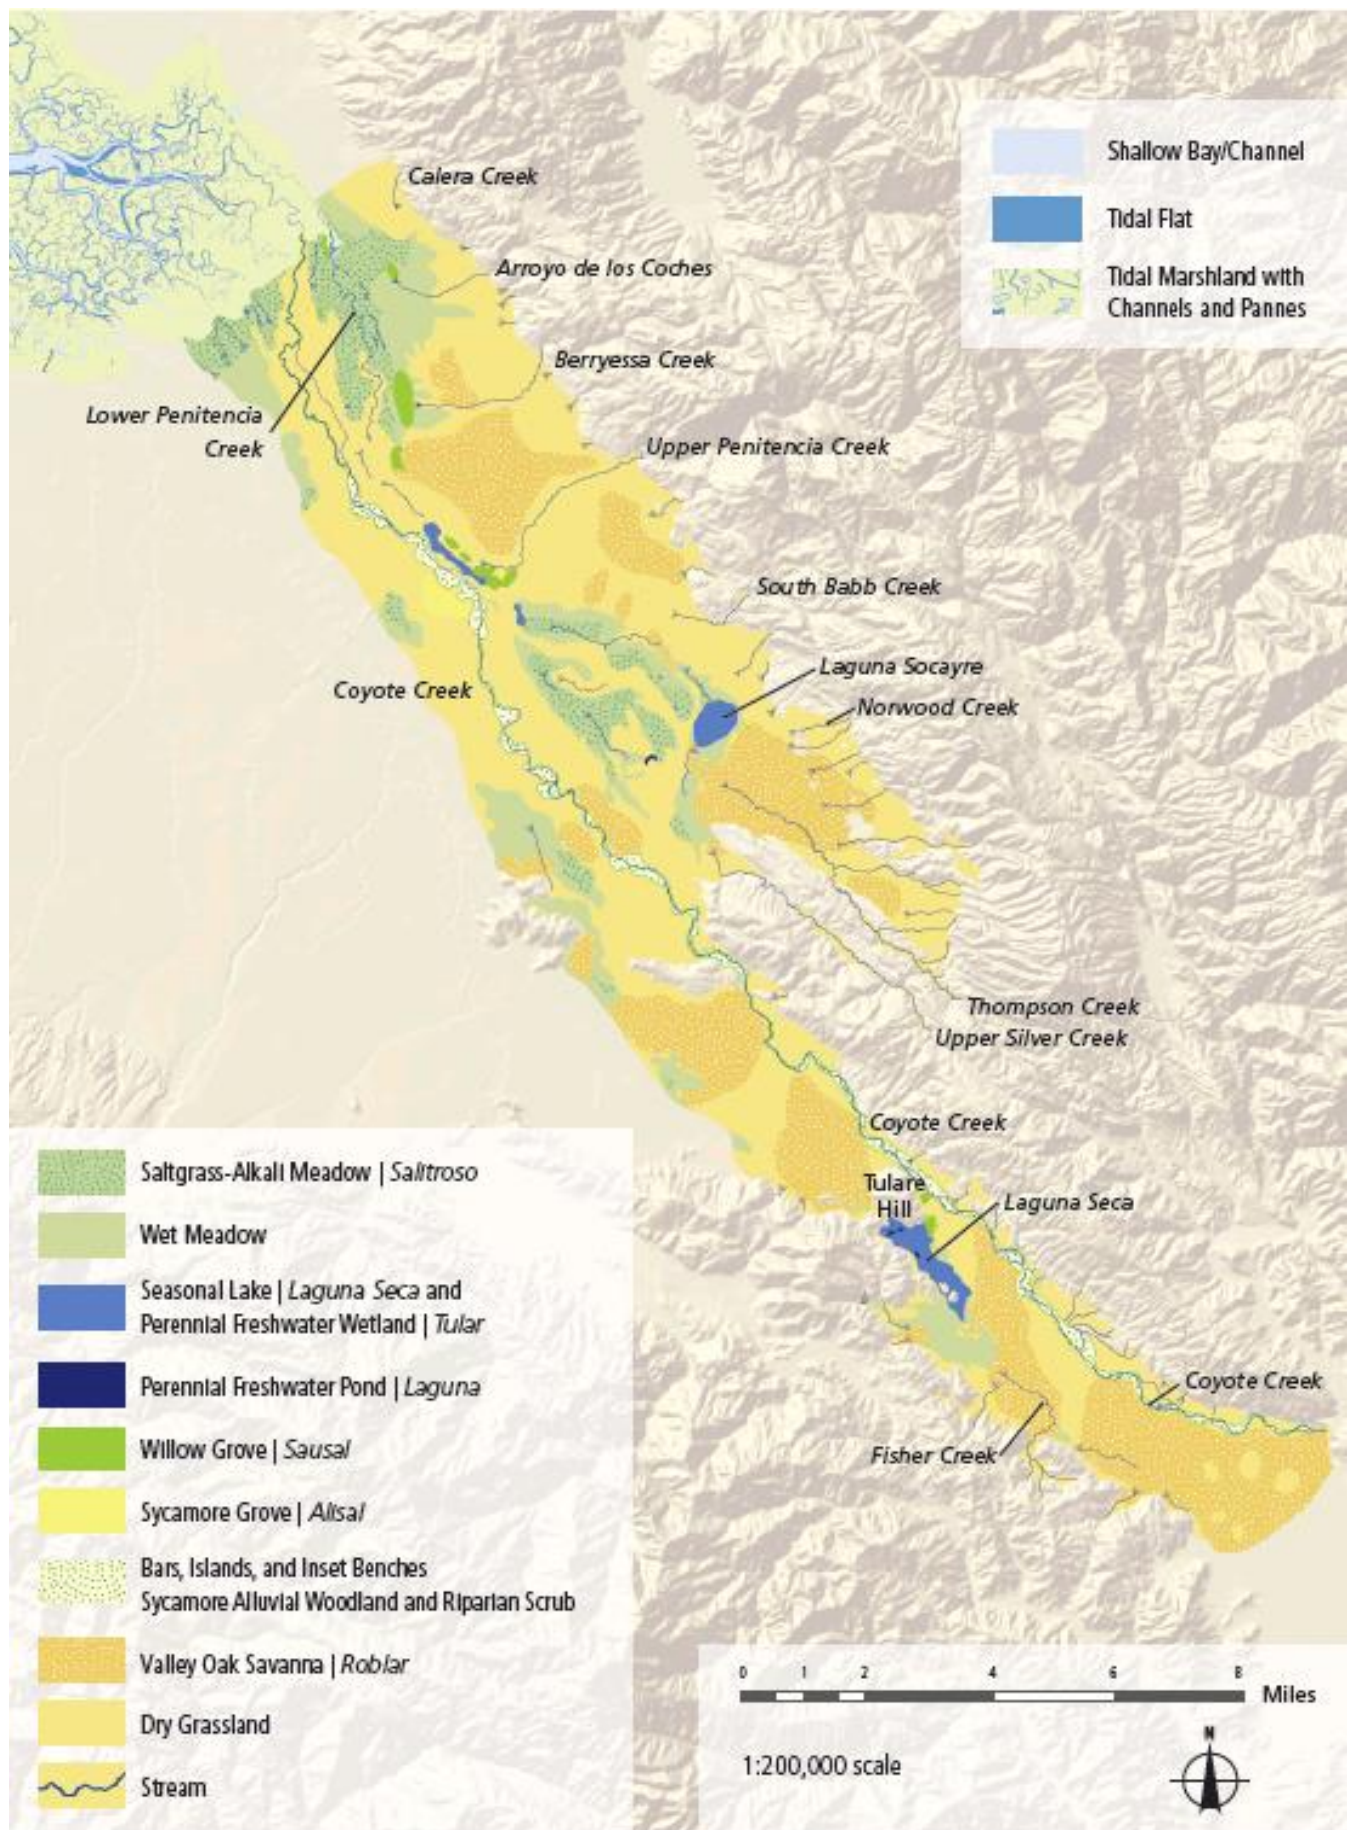 Shallow Bay/Channel
Tidal Flat
Tidal Marshland with
Channels and Pannes
Calera Creek
Arroyo de los Coches
Berryessa Creek
Lower Penitencia
Creek
Upper Penitencia Creek
South Babb Creek
Laguna Socayre
Coyote Creek
Norwood Creek
Thompson Creek
Upper Silver Creek
Coyote Creek
Tulare
Hill
Laguna Seca
Coyote Creek
Fisher Creek
Saltgrass-Alkali Meadow | Salitroso
Wet Meadow
Seasonal Lake | Laguna Seca and
Perennial Freshwater Wetland | Tular
Perennial Freshwater Pond | Laguna
Willow Grove | Sausal
Sycamore Grove | Alisal
Bars, Islands, and Inset Benches
Sycamore Alluvial Woodland and Riparian Scrub
Valley Oak Savanna | Roblar
Dry Grassland
Stream
0 1 2 4 6 8
Miles
N
1:200,000 scale